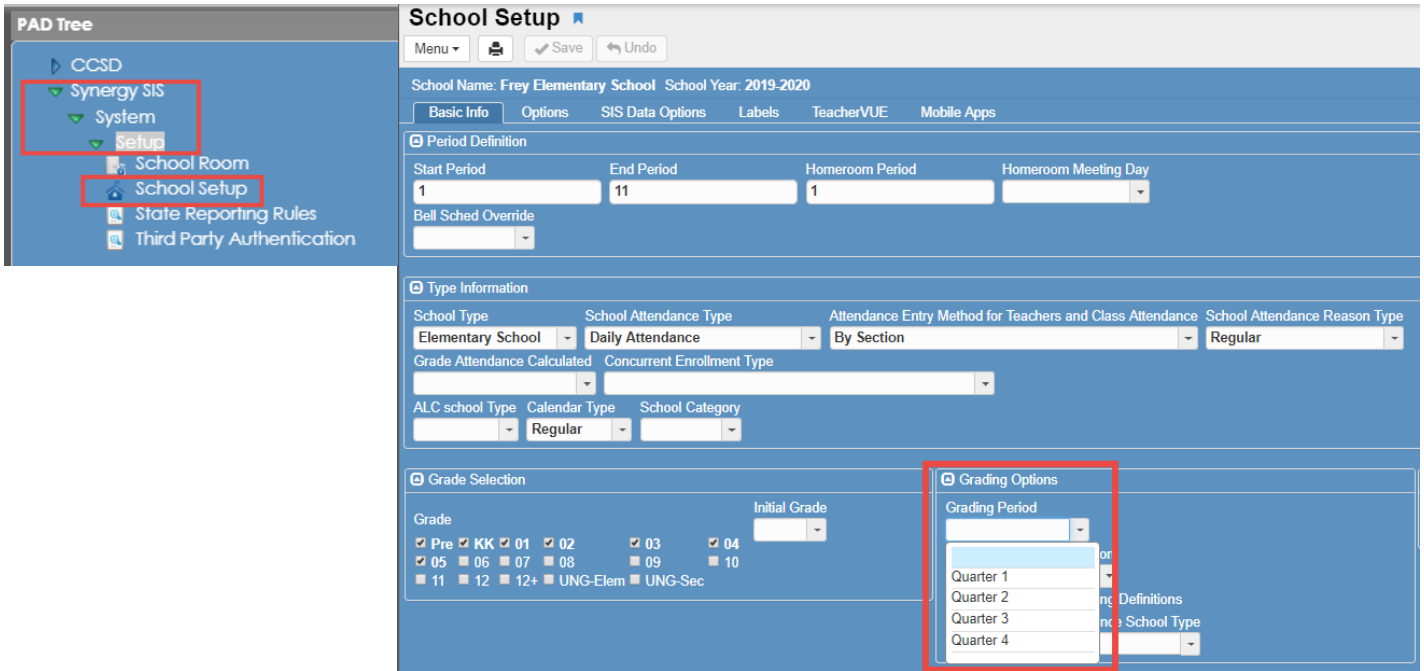 PAD Tree
CCSD
Synergy SIS
System
Setup
School Room
School Setup
State Reporting Rules
Third Party Authentication
School Setup
Menu Save Undo
School Name: Frey Elementary School School Year: 2019-2020
Basic Info Options SIS Data Options Labels TeacherVUE Mobile Apps
Period Definition
Start Period End Period Homeroom Period Homeroom Meeting Day
1 11 1
Bell Sched Override
Type Information
School Type School Attendance Type Attendance Entry Method for Teachers and Class Attendance School Attendance Reason Type
Elementary School Daily Attendance By Section Regular
Grade Attendance Calculated Concurrent Enrollment Type
ALC school Type Calendar Type School Category
Regular
Grade Selection
Initial Grade
Grade
Pre KK 01 02 03 04
05 06 07 08 09 10
11 12 12+ UNG-Elem UNG-Sec
Grading Options
Grading Period
Quarter 1
Quarter 2
Definitions
Quarter 3
School Type
Quarter 4